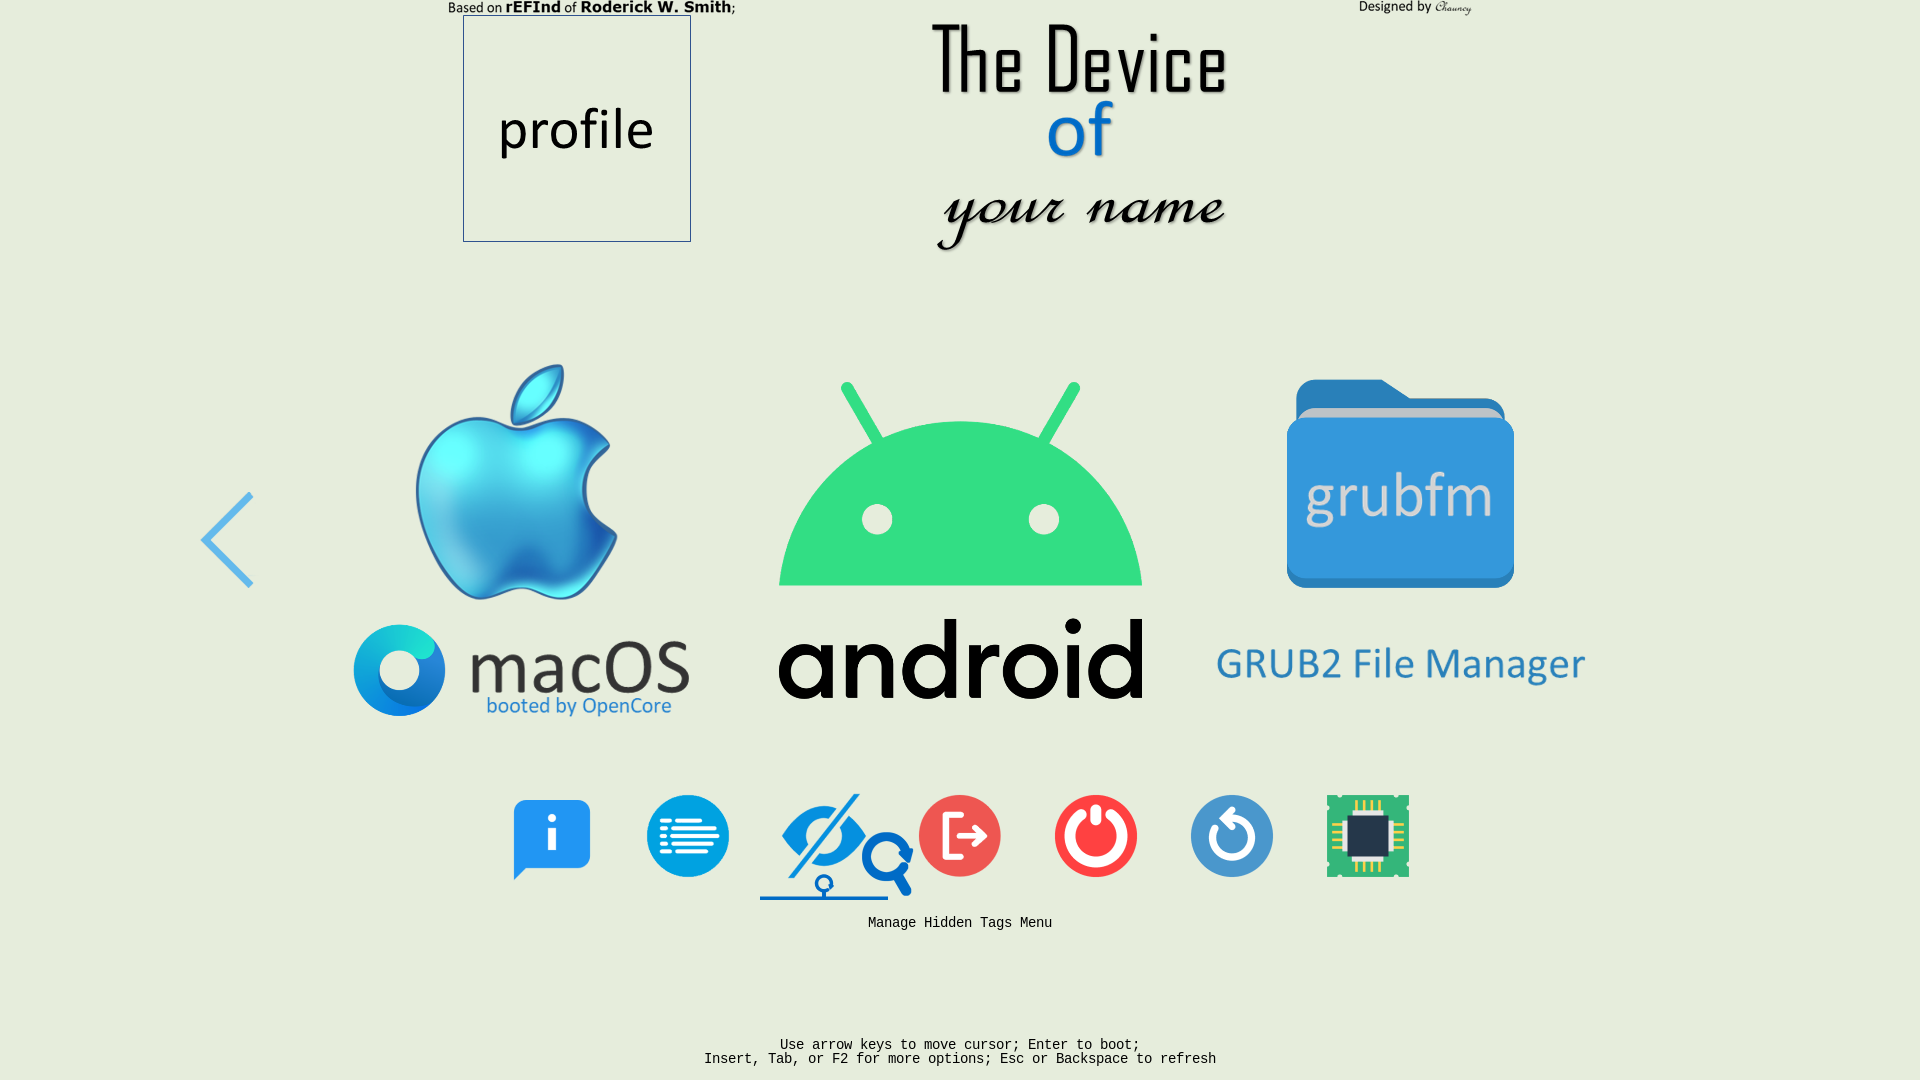 Based on rEFInd of Roderick W. Smith;
Designed by Chauncy
profile
The Device
of
your name
grubfm
macOS
booted by OpenCore
android
GRUB2 File Manager
i
Manage Hidden Tags Menu
Use arrow keys to move cursor; Enter to boot;
Insert, Tab, or F2 for more options; Esc or Backspace to refresh